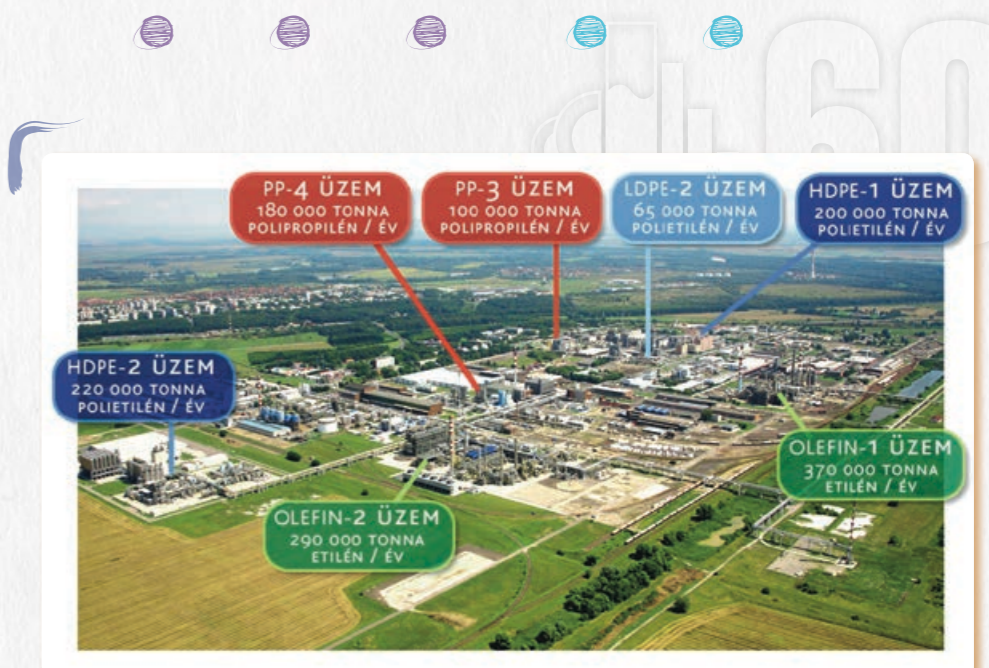 60
PP-4 ÜZEM
180 000 TONNA
POLIPROPILÉN / ÉV
PP-3 ÜZEM
100 000 TONNA
POLIPROPILÉN / ÉV
LDPE-2 ÜZEM
65 000 TONNA
POLIETILÉN / ÉV
HDPE-1 ÜZEM
200 000 TONNA
POLIETILÉN / ÉV
HDPE-2 ÜZEM
220 000 TONNA
POLIETILÉN / ÉV
OLEFIN-1 ÜZEM
370 000 TONNA
ETILÉN / ÉV
OLEFIN-2 ÜZEM
290 000 TONNA
ETILÉN / ÉV